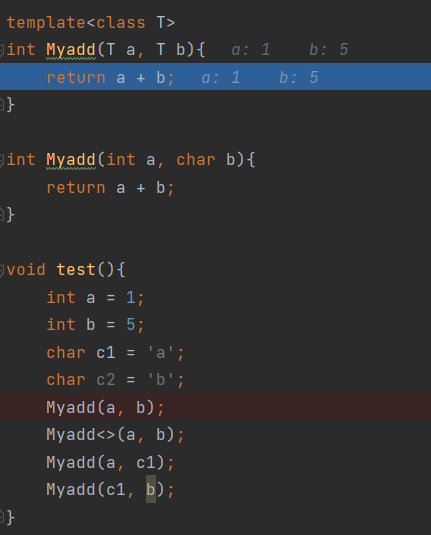 template<class T>
int Myadd(T a, T b){ a: 1 b: 5
    return a + b; a: 1 b: 5
}
int Myadd(int a, char b){
    return a + b;
}
void test(){
    int a = 1;
    int b = 5;
    char c1 = 'a';
    char c2 = 'b';
    Myadd(a, b);
    Myadd<>(a, b);
    Myadd(a, c1);
    Myadd(c1, b);
}